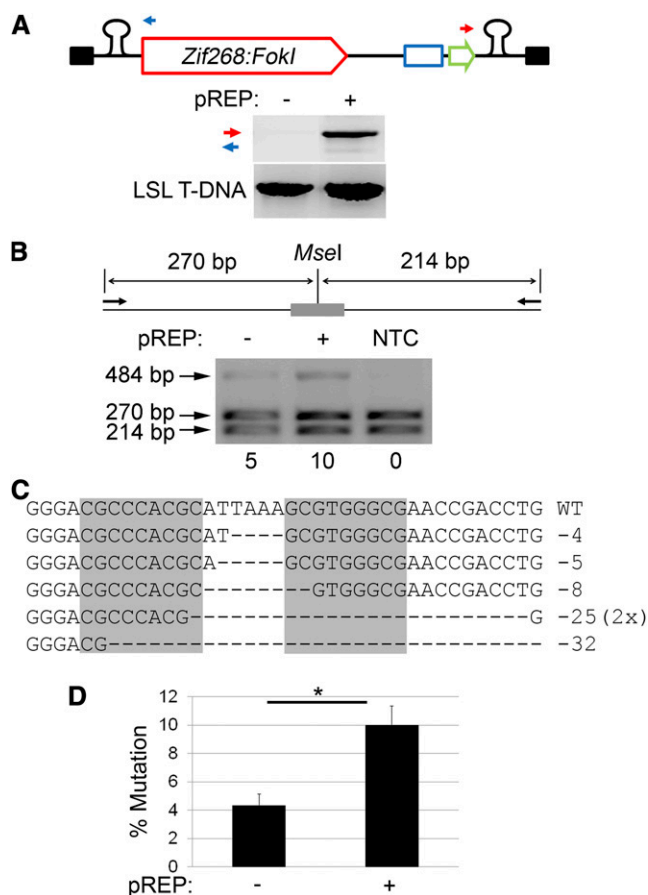 A
Zif268:FokI
pREP: - +
LSL T-DNA
B
MseI
270 bp 214 bp
pREP: - + NTC
484 bp
270 bp
214 bp
5 10 0
C
GGGACGCCCACGCATTAAAGCGTGGGCGAACCGACCTG WT
GGGACGCCCACGCAT----GCGTGGGCGAACCGACCTG -4
GGGACGCCCACGCA-----GCGTGGGCGAACCGACCTG -5
GGGACGCCCACGC--------GTGGGCGAACCGACCTG -8
GGGACGCCCACG-------------------------G -25 (2x)
GGGACG-------------------------------- -32
D
*
% Mutation
12
10
8
6
4
2
0
pREP: - +